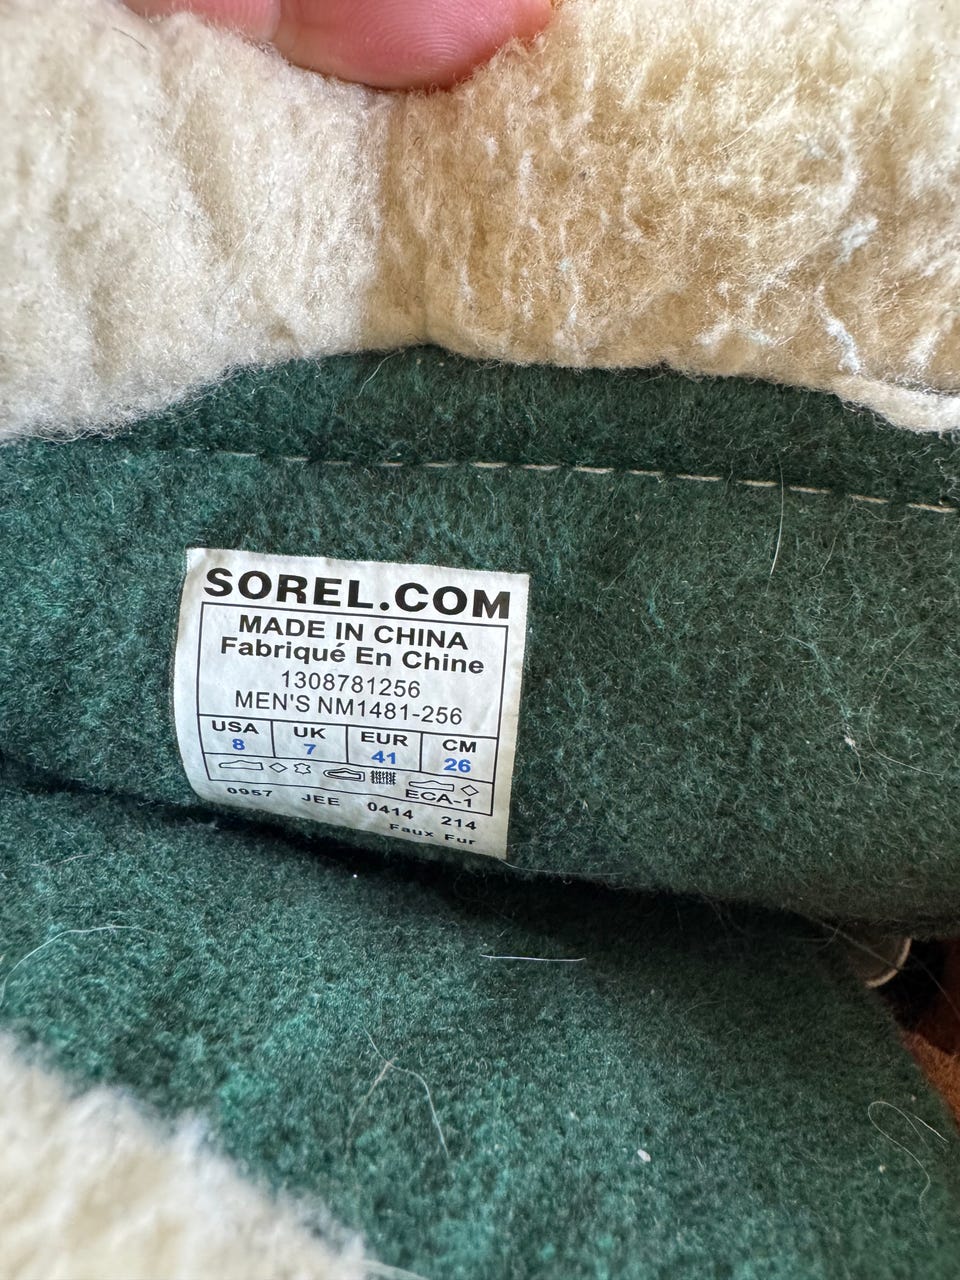 SOREL.COM
MADE IN CHINA
Fabriqué En Chine
1308781256
MEN'S NM1481-256
USA UK EUR CM
8 7 41 26
ECA-1
0957 JEE 0414 214
Faux Fur